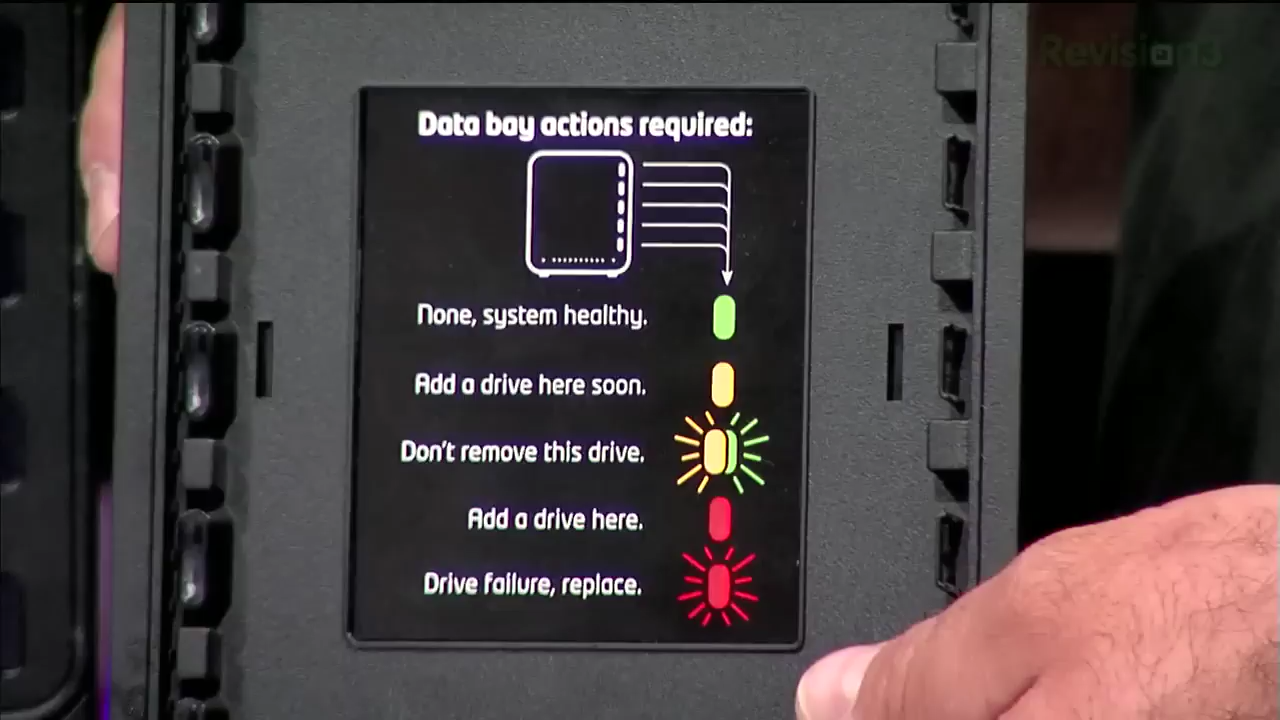 Revision3
Data bay actions required:
None, system healthy.
Add a drive here soon.
Don't remove this drive.
Add a drive here.
Drive failure, replace.